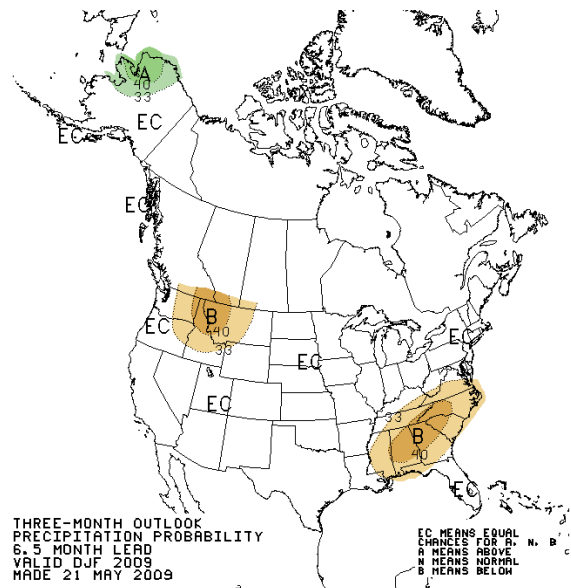 A
40
33
EC
EC
EC
B
40
EC
33
EC
EC
EC
33
B
40
E
THREE-MONTH OUTLOOK
PRECIPITATION PROBABILITY
6.5 MONTH LEAD
VALID DJF 2009
MADE 21 MAY 2009
EC MEANS EQUAL
CHANCES FOR A, N, B
A MEANS ABOVE
N MEANS NORMAL
B MEANS BELOW